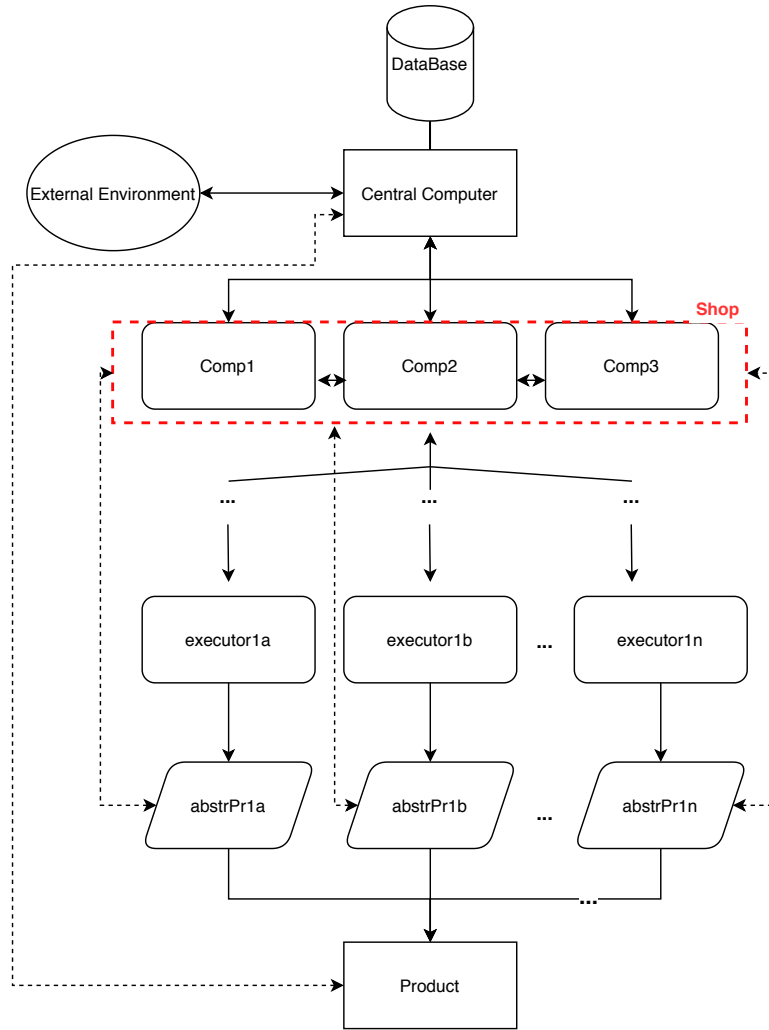 DataBase
External Environment
Central Computer
Shop
Comp1
Comp2
Comp3
...
...
...
executor1a
executor1b
...
executor1n
abstrPr1a
abstrPr1b
...
abstrPr1n
...
Product